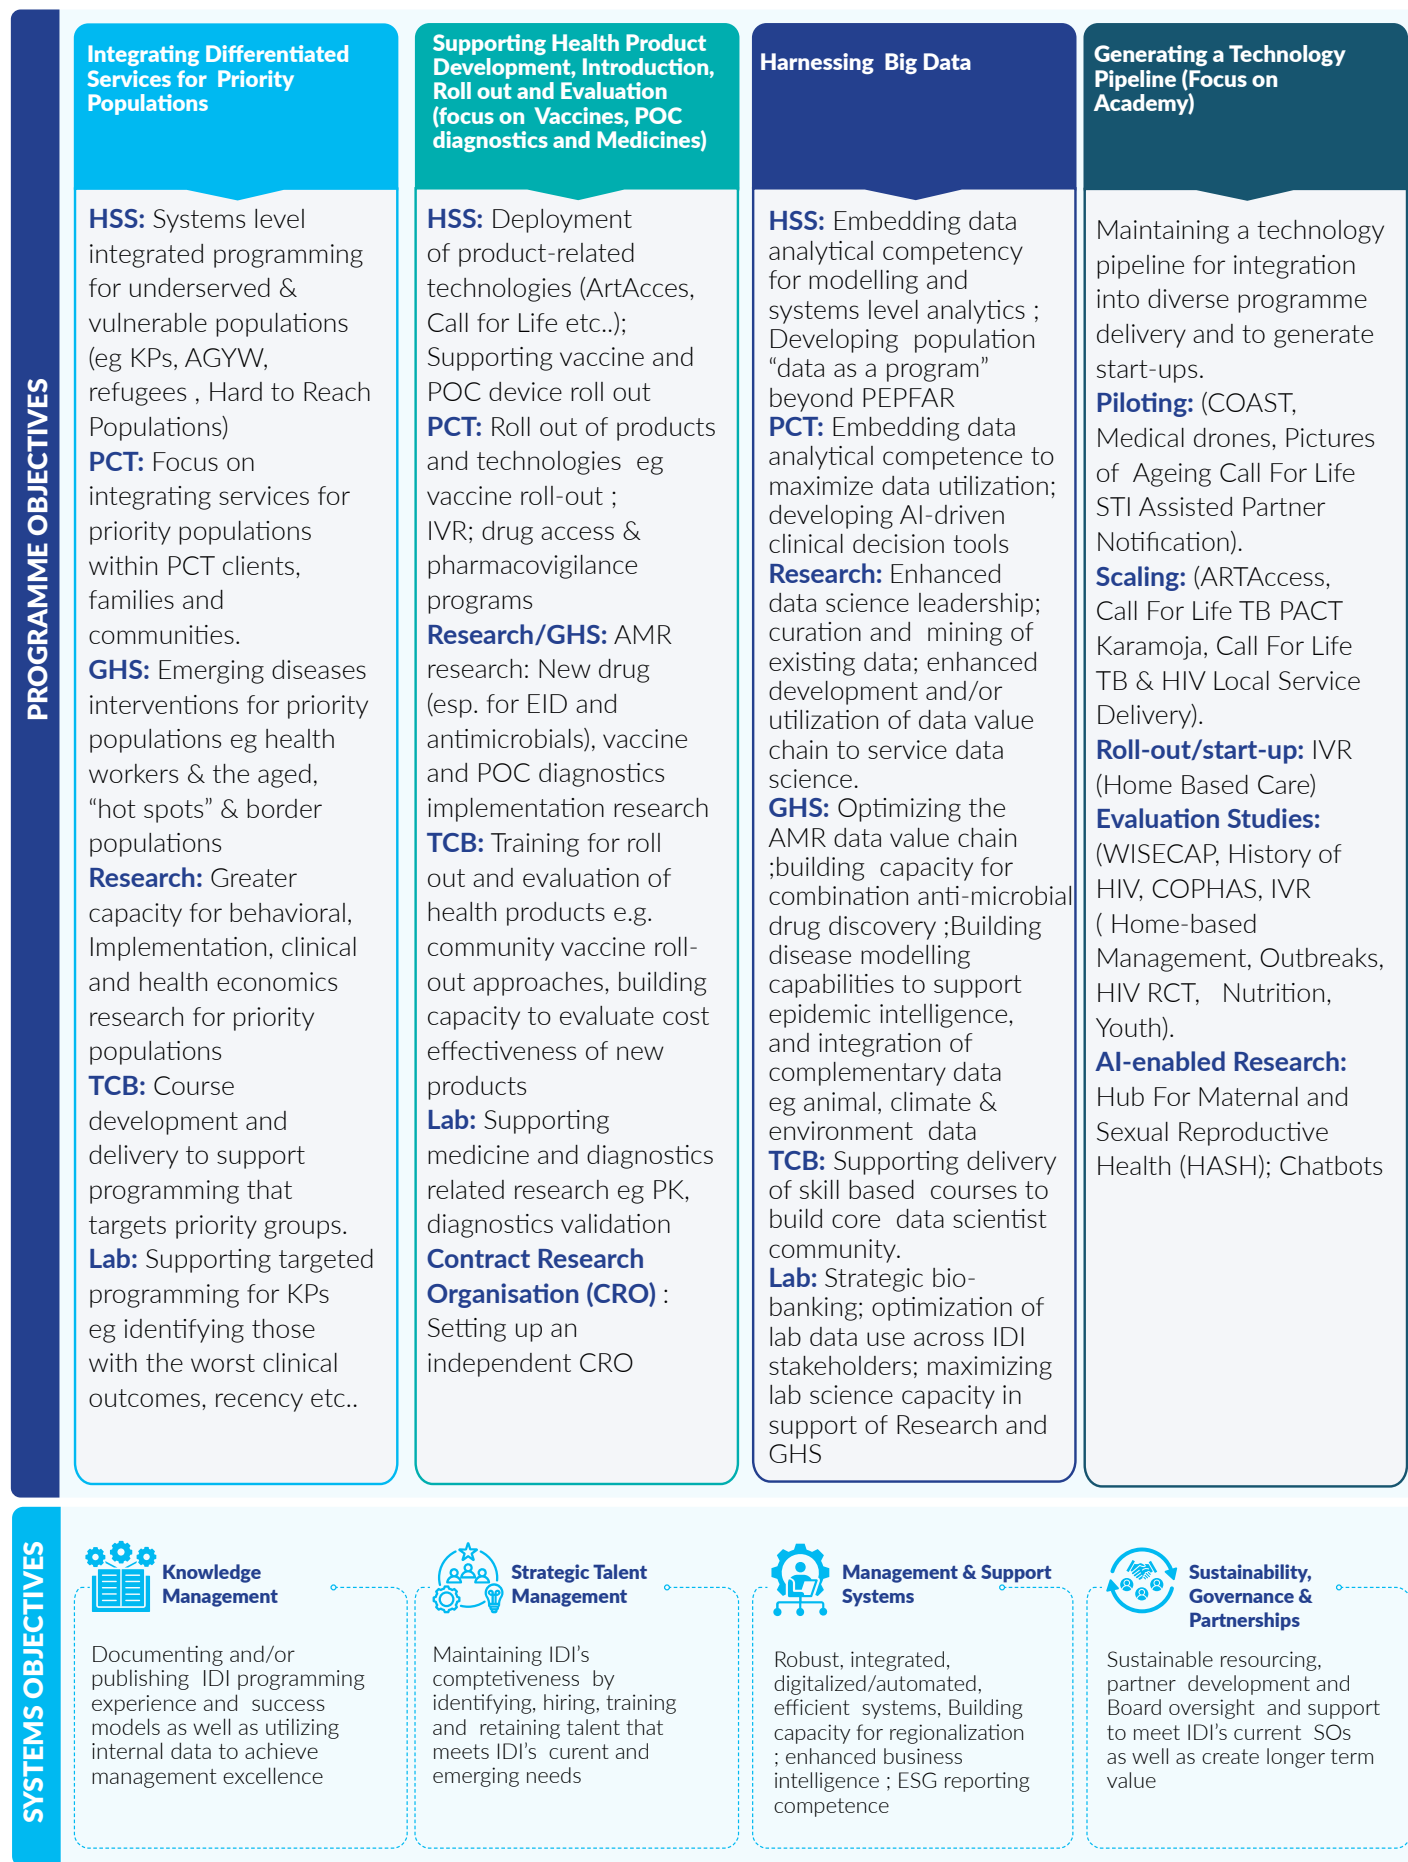 PROGRAMME OBJECTIVES
Integrating Differentiated
Services for Priority
Populations
HSS: Systems level
integrated programming
for underserved &
vulnerable populations
(eg KPs, AGYW,
refugees , Hard to Reach
Populations)
PCT: Focus on
integrating services for
priority populations
within PCT clients,
families and
communities.
GHS: Emerging diseases
interventions for priority
populations eg health
workers & the aged,
“hot spots” & border
populations
Research: Greater
capacity for behavioral,
Implementation, clinical
and health economics
research for priority
populations
TCB: Course
development and
delivery to support
programming that
targets priority groups.
Lab: Supporting targeted
programming for KPs
eg identifying those
with the worst clinical
outcomes, recency etc..
Supporting Health Product
Development, Introduction,
Roll out and Evaluation
(focus on Vaccines, POC
diagnostics and Medicines)
HSS: Deployment
of product-related
technologies (ArtAcces,
Call for Life etc..);
Supporting vaccine and
POC device roll out
PCT: Roll out of products
and technologies eg
vaccine roll-out ;
IVR; drug access &
pharmacovigilance
programs
Research/GHS: AMR
research: New drug
(esp. for EID and
antimicrobials), vaccine
and POC diagnostics
implementation research
TCB: Training for roll
out and evaluation of
health products e.g.
community vaccine roll-
out approaches, building
capacity to evaluate cost
effectiveness of new
products
Lab: Supporting
medicine and diagnostics
related research eg PK,
diagnostics validation
Contract Research
Organisation (CRO) :
Setting up an
independent CRO
Harnessing Big Data
HSS: Embedding data
analytical competency
for modelling and
systems level analytics ;
Developing population
“data as a program”
beyond PEPFAR
PCT: Embedding data
analytical competence to
maximize data utilization;
developing AI-driven
clinical decision tools
Research: Enhanced
data science leadership;
curation and mining of
existing data; enhanced
development and/or
utilization of data value
chain to service data
science.
GHS: Optimizing the
AMR data value chain
;building capacity for
combination anti-microbial
drug discovery ;Building
disease modelling
capabilities to support
epidemic intelligence,
and integration of
complementary data
eg animal, climate &
environment data
TCB: Supporting delivery
of skill based courses to
build core data scientist
community.
Lab: Strategic bio-
banking; optimization of
lab data use across IDI
stakeholders; maximizing
lab science capacity in
support of Research and
GHS
Generating a Technology
Pipeline (Focus on
Academy)
Maintaining a technology
pipeline for integration
into diverse programme
delivery and to generate
start-ups.
Piloting: (COAST,
Medical drones, Pictures
of Ageing Call For Life
STI Assisted Partner
Notification).
Scaling: (ARTAccess,
Call For Life TB PACT
Karamoja, Call For Life
TB & HIV Local Service
Delivery).
Roll-out/start-up: IVR
(Home Based Care)
Evaluation Studies:
(WISECAP, History of
HIV, COPHAS, IVR
( Home-based
Management, Outbreaks,
HIV RCT, Nutrition,
Youth).
AI-enabled Research:
Hub For Maternal and
Sexual Reproductive
Health (HASH); Chatbots
SYSTEMS OBJECTIVES
Knowledge
Management
Documenting and/or
publishing IDI programming
experience and success
models as well as utilizing
internal data to achieve
management excellence
Strategic Talent
Management
Maintaining IDI’s
comptetiveness by
identifying, hiring, training
and retaining talent that
meets IDI’s curent and
emerging needs
Management & Support
Systems
Robust, integrated,
digitalized/automated,
efficient systems, Building
capacity for regionalization
; enhanced business
intelligence ; ESG reporting
competence
Sustainability,
Governance &
Partnerships
Sustainable resourcing,
partner development and
Board oversight and support
to meet IDI’s current SOs
as well as create longer term
value